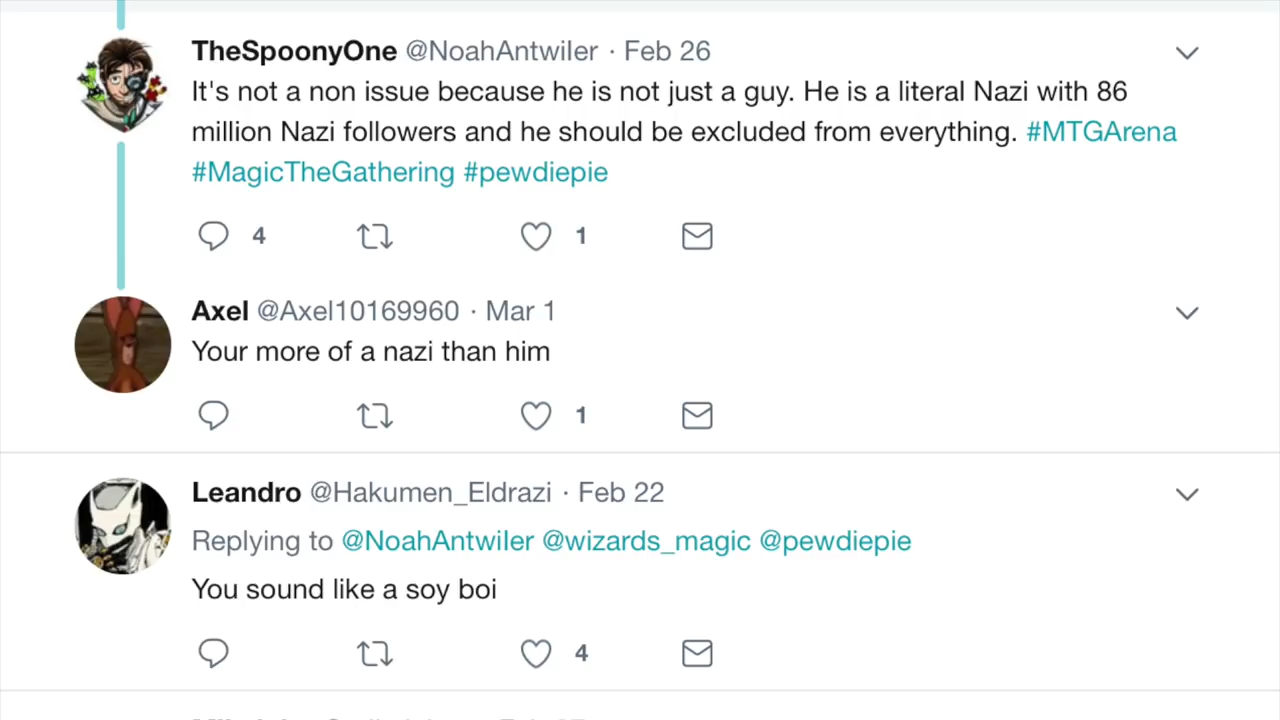 TheSpoonyOne @NoahAntwiler · Feb 26
It's not a non issue because he is not just a guy. He is a literal Nazi with 86
million Nazi followers and he should be excluded from everything. #MTGArena
#MagicTheGathering #pewdiepie
4 1
Axel @Axel10169960 · Mar 1
Your more of a nazi than him
1
Leandro @Hakumen_Eldrazi · Feb 22
Replying to @NoahAntwiler @wizards_magic @pewdiepie
You sound like a soy boi
4